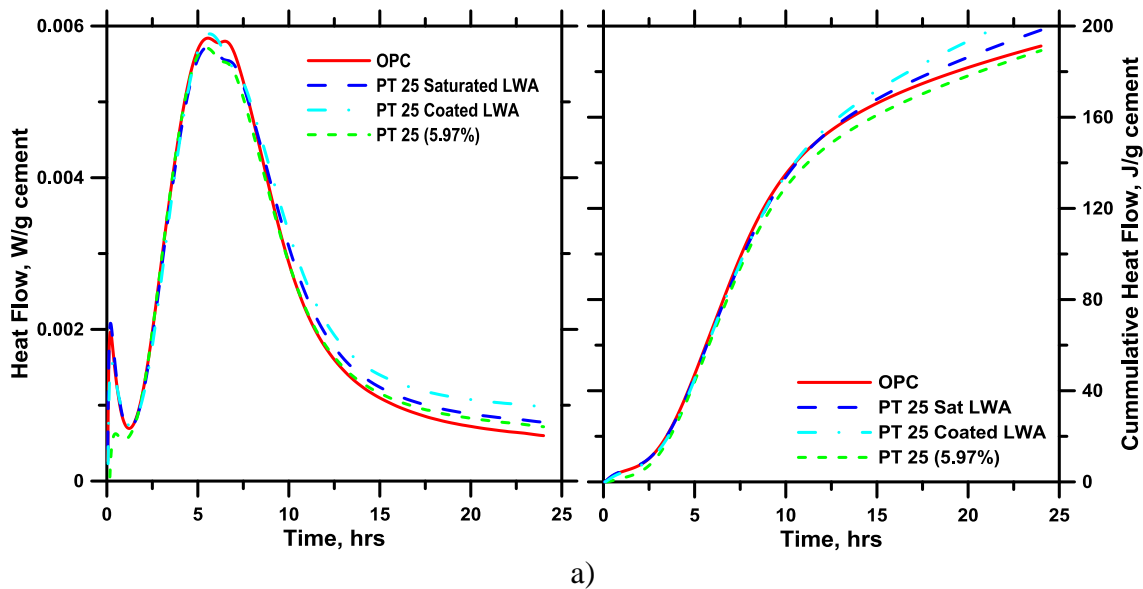 Heat Flow, W/g cement
0.006
0.004
0.002
0
OPC
PT 25 Saturated LWA
PT 25 Coated LWA
PT 25 (5.97%)
0 5 10 15 20 25
Time, hrs
OPC
PT 25 Sat LWA
PT 25 Coated LWA
PT 25 (5.97%)
0 5 10 15 20 25
Time, hrs
200
160
120
80
40
0
Cummulative Heat Flow, J/g cement
a)